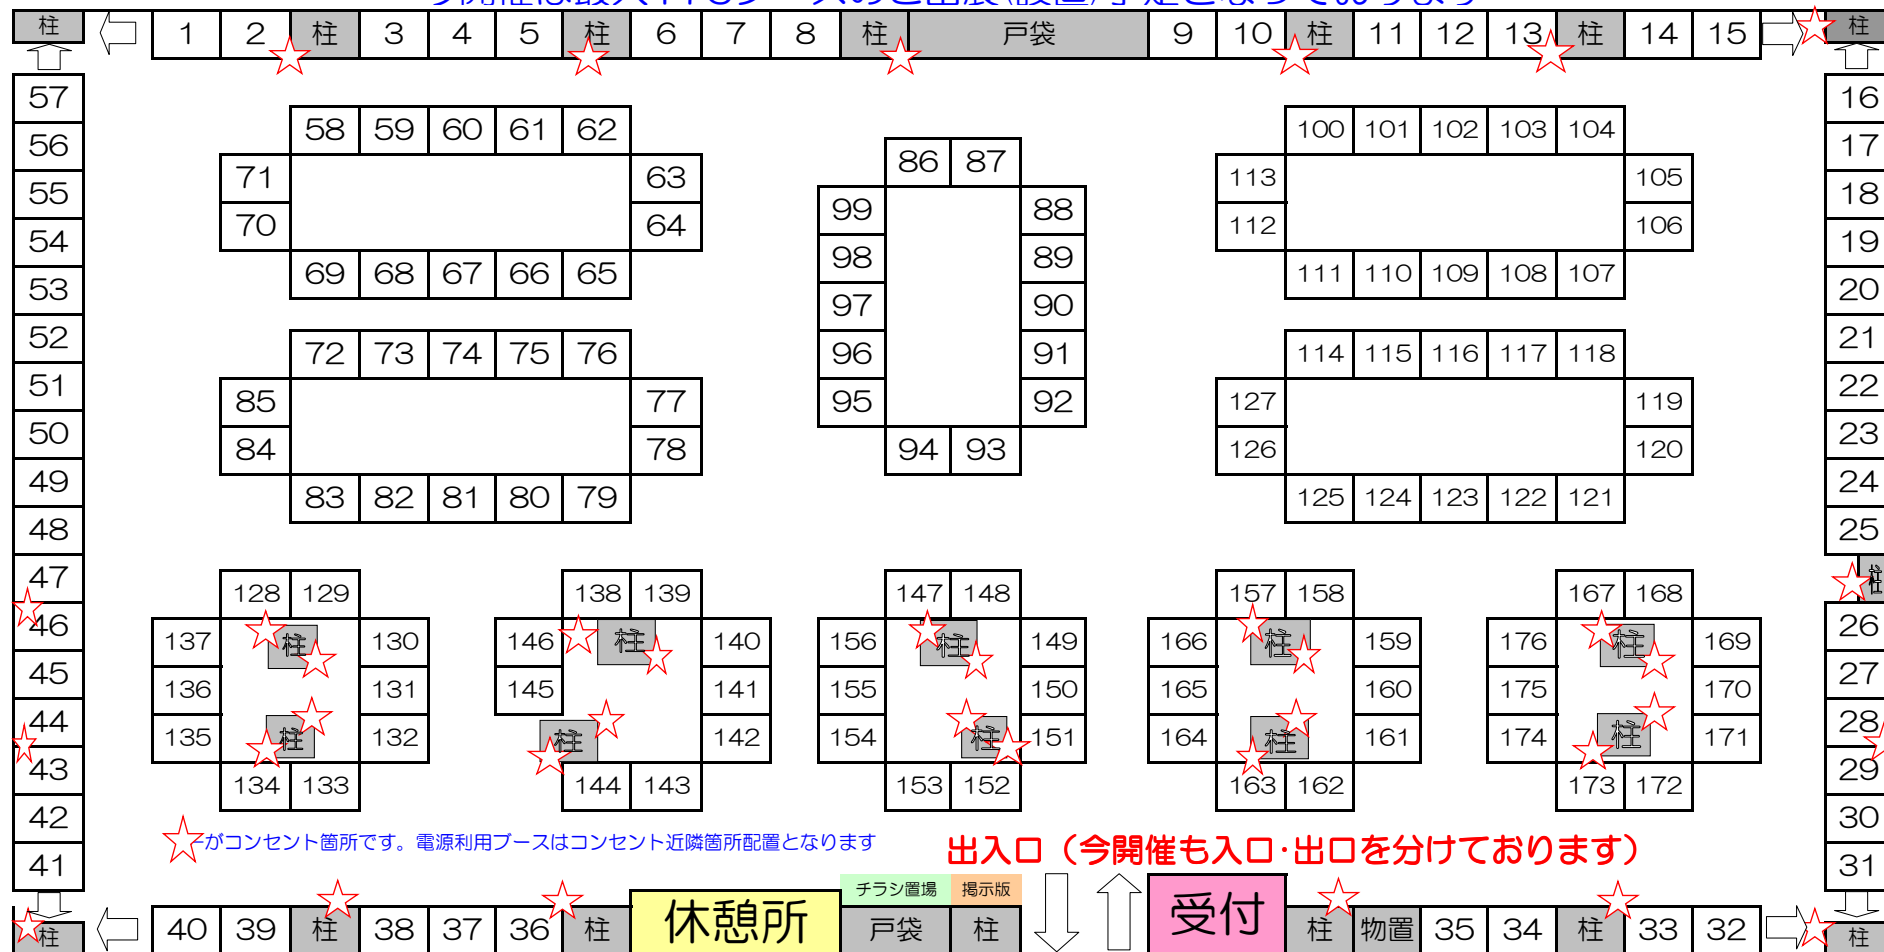 柱 1 2 柱 3 4 5 柱 6 7 8 柱 戸袋 9 10 柱 11 12 13 柱 14 15 柱
57 16
58 59 60 61 62 100 101 102 103 104
56 86 87 17
71 63 113 105
55 18
99 88
70 64 112 106
54 19
98 89
69 68 67 66 65 111 110 109 108 107
53 20
97 90
52 21
72 73 74 75 76 96 91 114 115 116 117 118
51 22
85 77 95 92 127 119
50 23
84 78 94 93 126 120
49 24
83 82 81 80 79 125 124 123 122 121
48 25
47 柱
128 129 138 139 147 148 157 158 167 168
46 26
137 柱 130 146 柱 140 156 柱 149 166 柱 159 176 柱 169
45 27
136 131 145 141 155 150 165 160 175 170
44 28
135 柱 132 柱 142 154 柱 151 164 柱 161 174 柱 171
43 29
134 133 144 143 153 152 163 162 173 172
42 30
がコンセント箇所です。電源利用ブースはコンセント近隣箇所配置となります
出入口（今開催も入口･出口を分けております）
41 31
チラシ置場 掲示版
柱 40 39 柱 38 37 36 柱 休憩所 戸袋 柱 受付 柱 物置 35 34 柱 33 32 柱